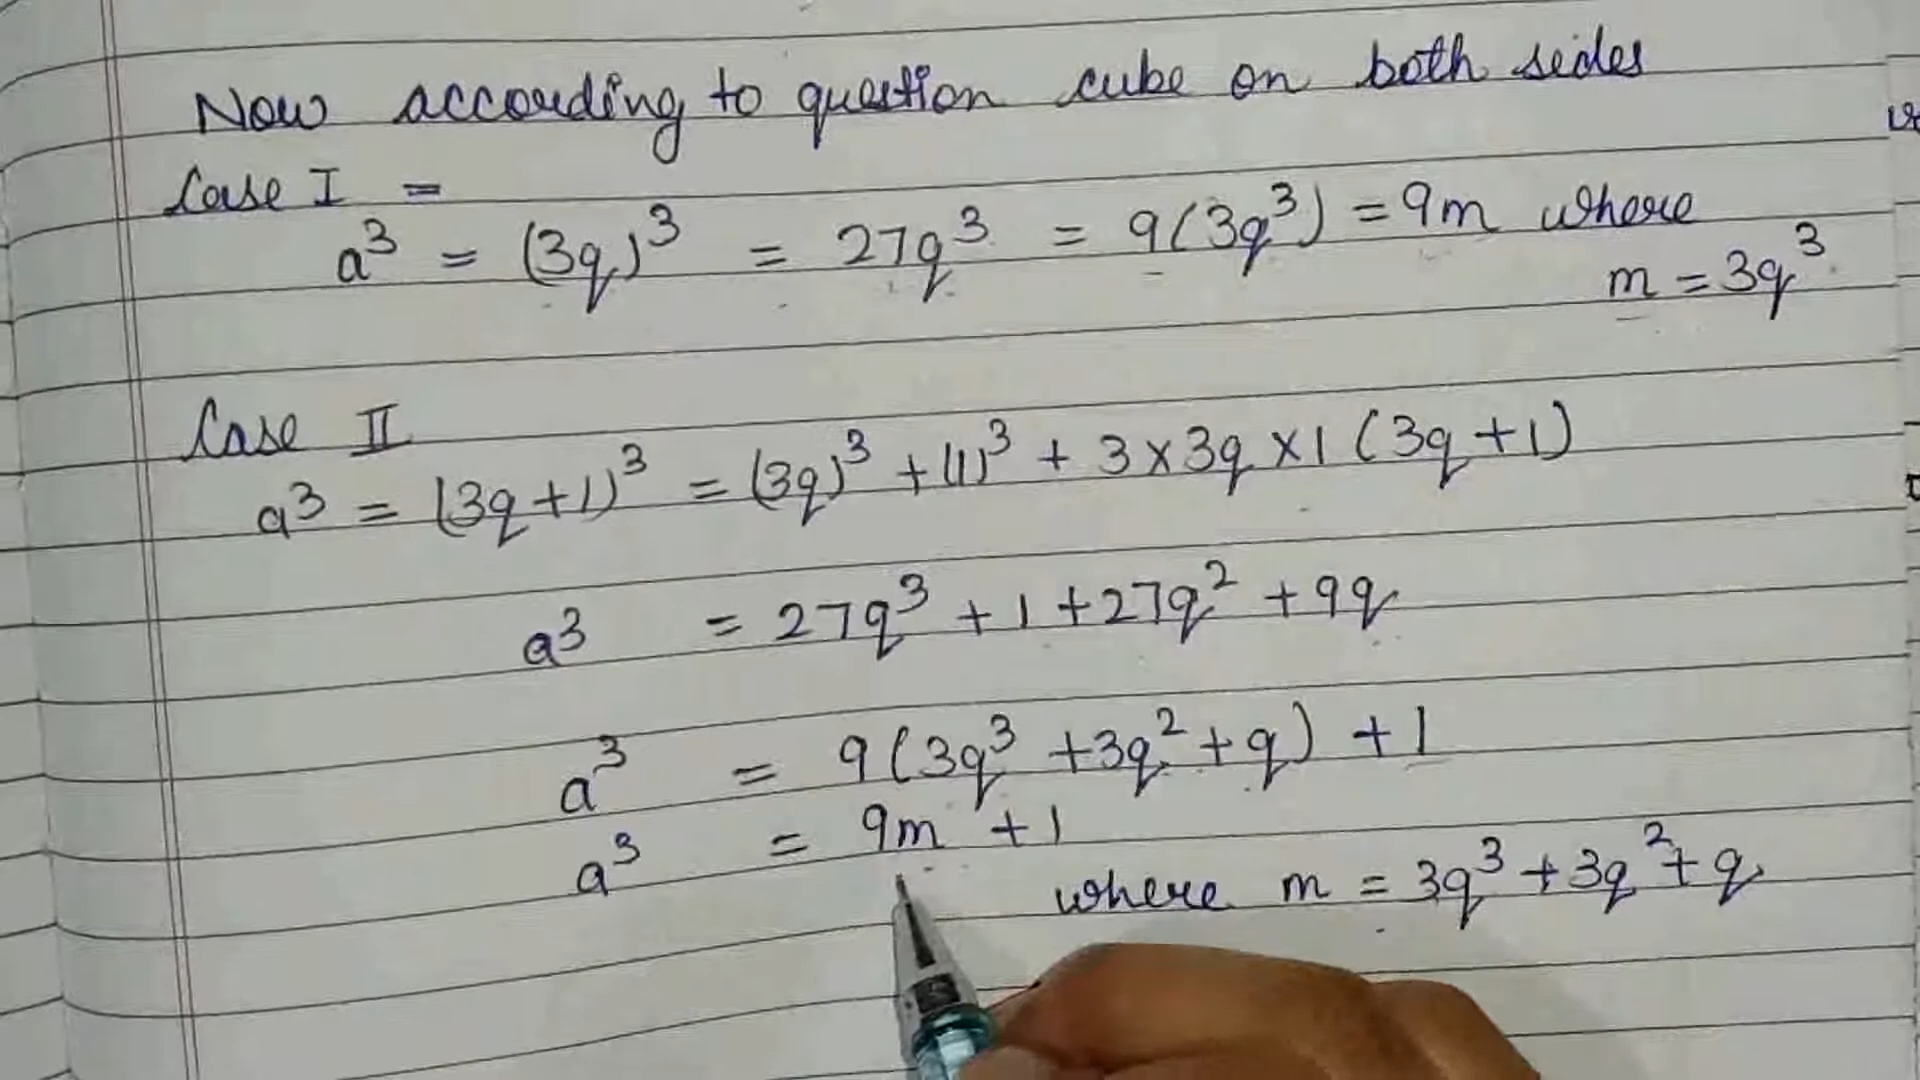 Now according to question cube on both sides
Case I =
a³ = (3q)³ = 27q³ = 9(3q³) = 9m where
m = 3q³
Case II
a³ = (3q+1)³ = (3q)³ + (1)³ + 3×3q×1(3q+1)
a³ = 27q³ + 1 + 27q² + 9q
a³ = 9(3q³ + 3q² + q) + 1
a³ = 9m + 1
where m = 3q³ + 3q² + q